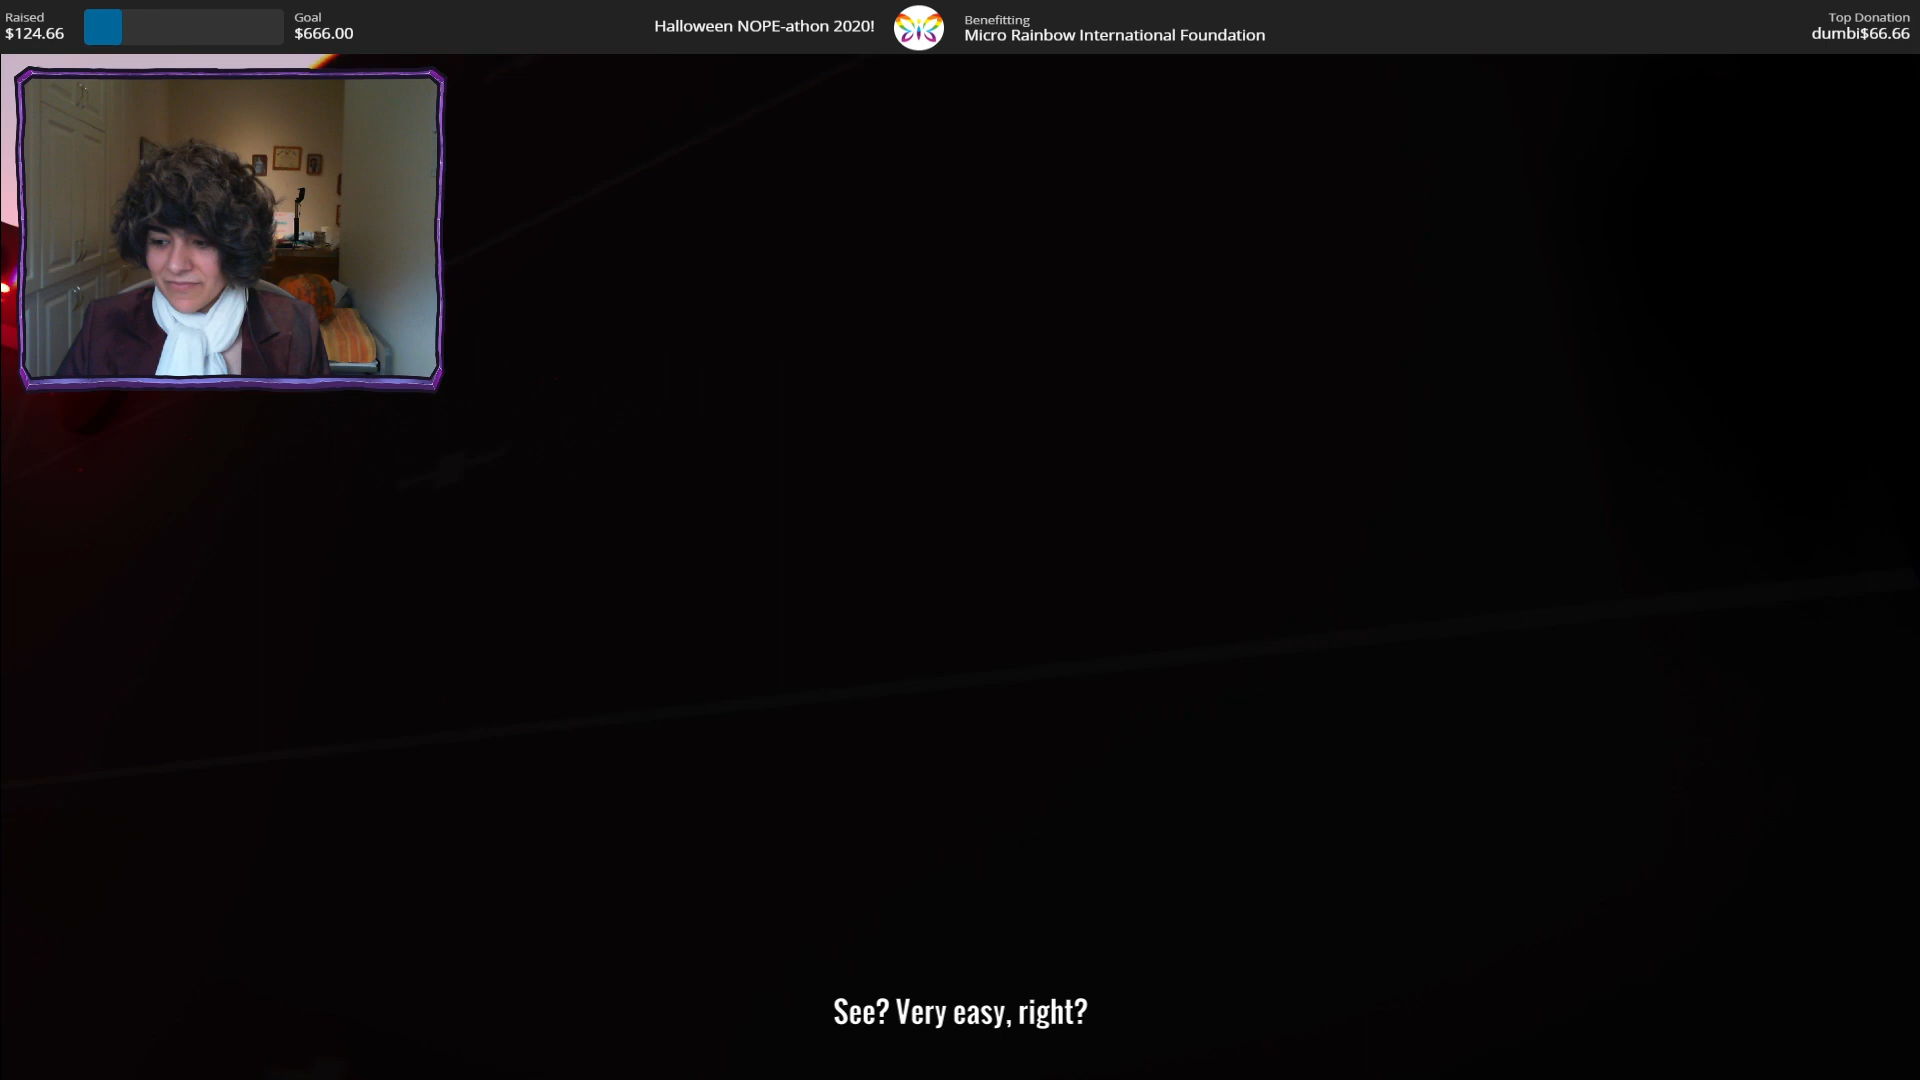 Raised
$124.66
Goal
$666.00
Halloween NOPE-athon 2020!
Benefitting
Micro Rainbow International Foundation
Top Donation
dumbi$66.66
See? Very easy, right?